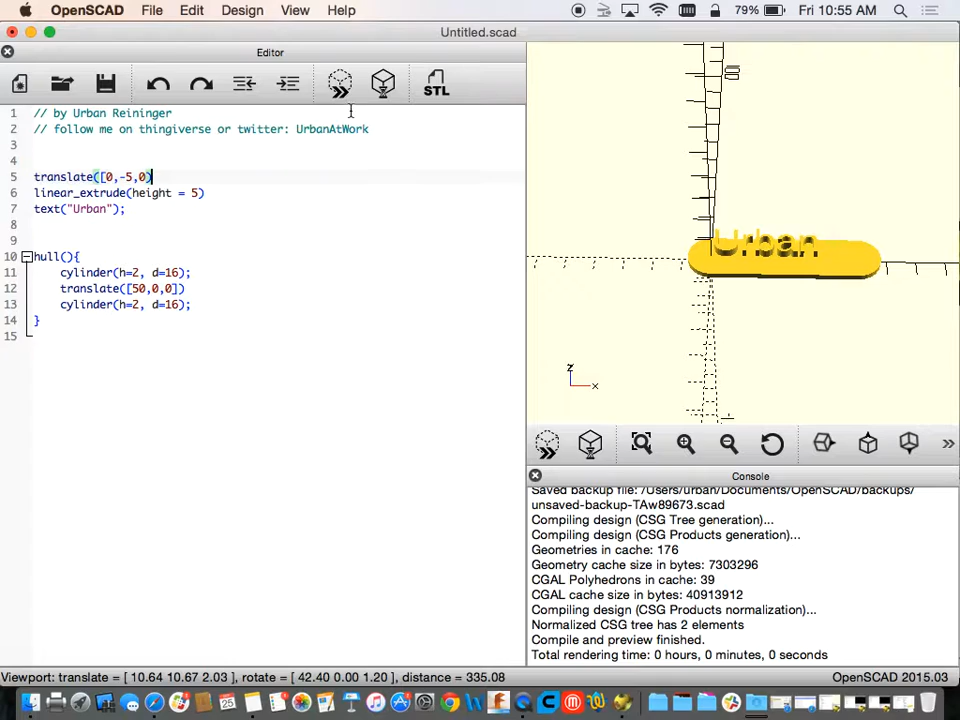 OpenSCAD File Edit Design View Help 79% Fri 10:55 AM
Untitled.scad
Editor
STL
1 // by Urban Reininger
2 // follow me on thingiverse or twitter: UrbanAtWork
3
4
5 translate([0,-5,0)
6 linear_extrude(height = 5)
7 text("Urban");
8
9
10 hull(){
11 cylinder(h=2, d=16);
12 translate([50,0,0])
13 cylinder(h=2, d=16);
14 }
15
Urban
z
x
»
Console
Saved backup file: /Users/urban/Documents/OpenSCAD/backups/
unsaved-backup-TAw89673.scad
Compiling design (CSG Tree generation)...
Compiling design (CSG Products generation)...
Geometries in cache: 176
Geometry cache size in bytes: 7303296
CGAL Polyhedrons in cache: 39
CGAL cache size in bytes: 40913912
Compiling design (CSG Products normalization)...
Normalized CSG tree has 2 elements
Compile and preview finished.
Total rendering time: 0 hours, 0 minutes, 0 seconds
Viewport: translate = [ 10.64 10.67 2.03 ], rotate = [ 42.40 0.00 1.20 ], distance = 335.08 OpenSCAD 2015.03